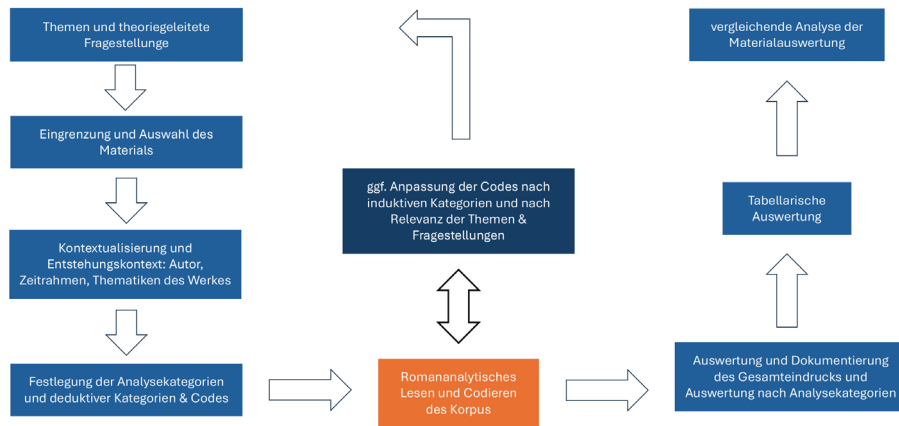 Themen und theoriegeleitete
Fragestellunge
Eingrenzung und Auswahl des
Materials
Kontextualisierung und
Entstehungskontext: Autor,
Zeitrahmen, Thematiken des Werkes
Festlegung der Analysekategorien
und deduktiver Kategorien & Codes
ggf. Anpassung der Codes nach
induktiven Kategorien und nach
Relevanz der Themen &
Fragestellungen
Romananalytisches
Lesen und Codieren
des Korpus
Auswertung und Dokumentierung
des Gesamteindrucks und
Auswertung nach Analysekategorien
Tabellarische
Auswertung
vergleichende Analyse der
Materialauswertung